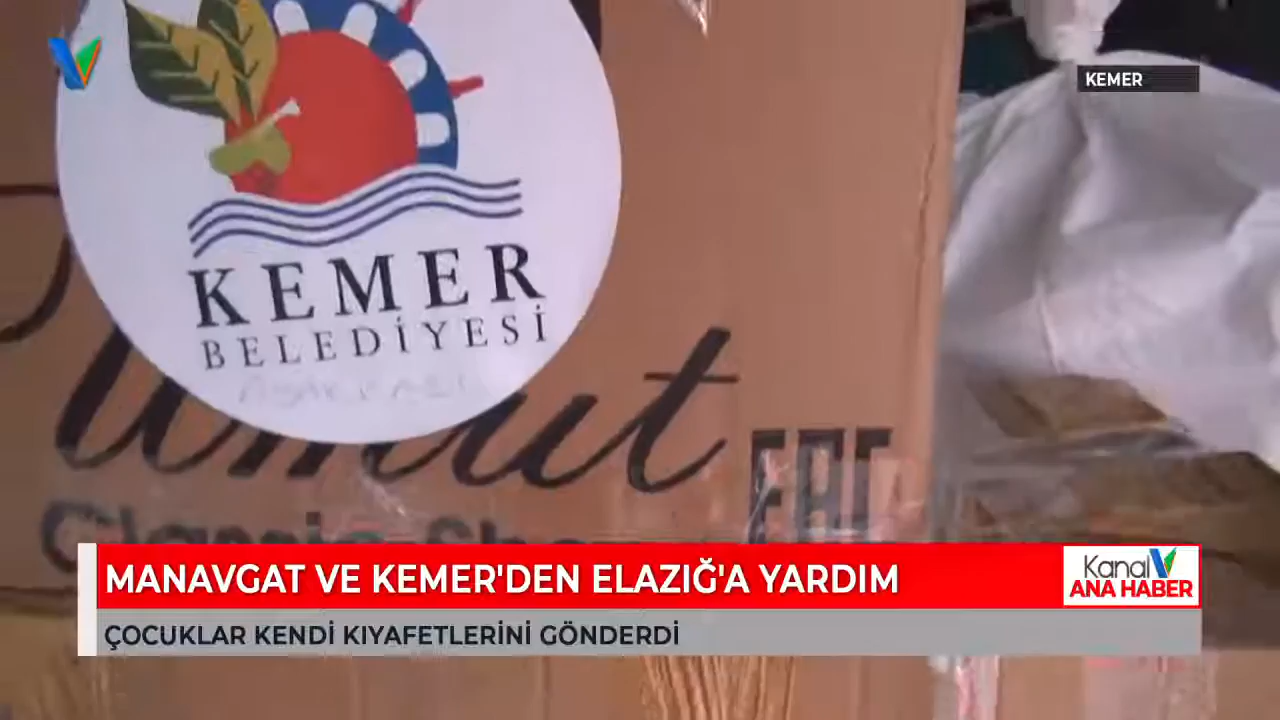 KEMER
KEMER
BELEDİYESİ
MANAVGAT VE KEMER'DEN ELAZIĞ'A YARDIM
Kanal V
ANA HABER
ÇOCUKLAR KENDİ KIYAFETLERİNİ GÖNDERDİ